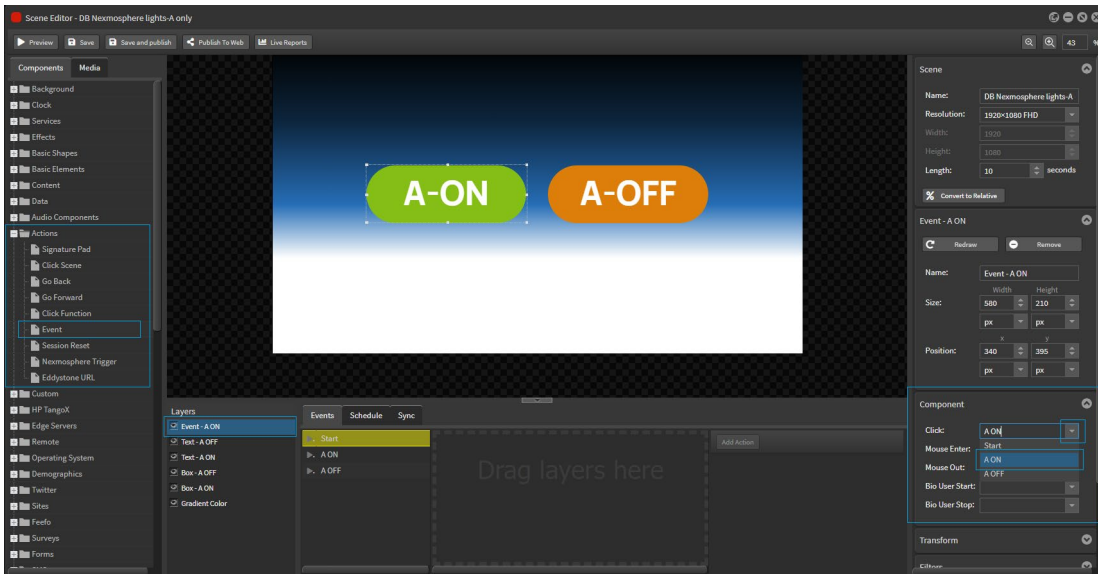 Scene Editor - DB Nexmosphere lights-A only
Preview Save Save and publish Publish To Web Live Reports 43 %
Components Media
Background
Clock
Services
Effects
Basic Shapes
Basic Elements
Content
Data
Audio Components
Actions
Signature Pad
Click Scene
Go Back
Go Forward
Click Function
Event
Session Reset
Nexmosphere Trigger
Eddystone URL
Custom
HP TangoX
Edge Servers
Remote
Operating System
Demographics
Twitter
Sites
Feefo
Surveys
Forms
A-ON A-OFF
Layers
Event - A ON
Text - A OFF
Text - A ON
Box - A OFF
Box - A ON
Gradient Color
Events Schedule Sync
Start
A ON
A OFF
Drag layers here
Add Action
Scene
Name: DB Nexmosphere lights-A
Resolution: 1920×1080 FHD
Width: 1920
Height: 1080
Length: 10 seconds
Convert to Relative
Event - A ON
Redraw Remove
Name: Event - A ON
Width Height
Size: 580 210
px px
x y
Position: 340 395
px px
Component
Click: A ON
Mouse Enter: Start
A ON
Mouse Out: A OFF
Bio User Start:
Bio User Stop:
Transform
Filters